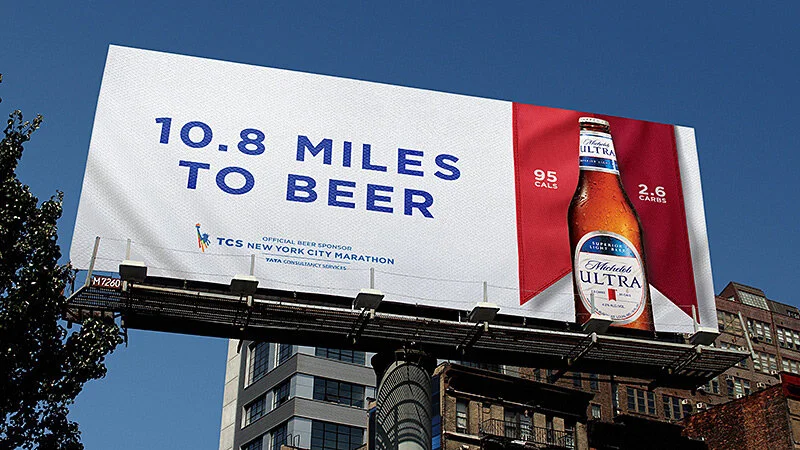 10.8 MILES
TO BEER
OFFICIAL BEER SPONSOR
TCS NEW YORK CITY MARATHON
TATA CONSULTANCY SERVICES
95
CALS
2.6
CARBS
Michelob
ULTRA
SUPERIOR
LIGHT BEER
Michelob
ULTRA
M7260